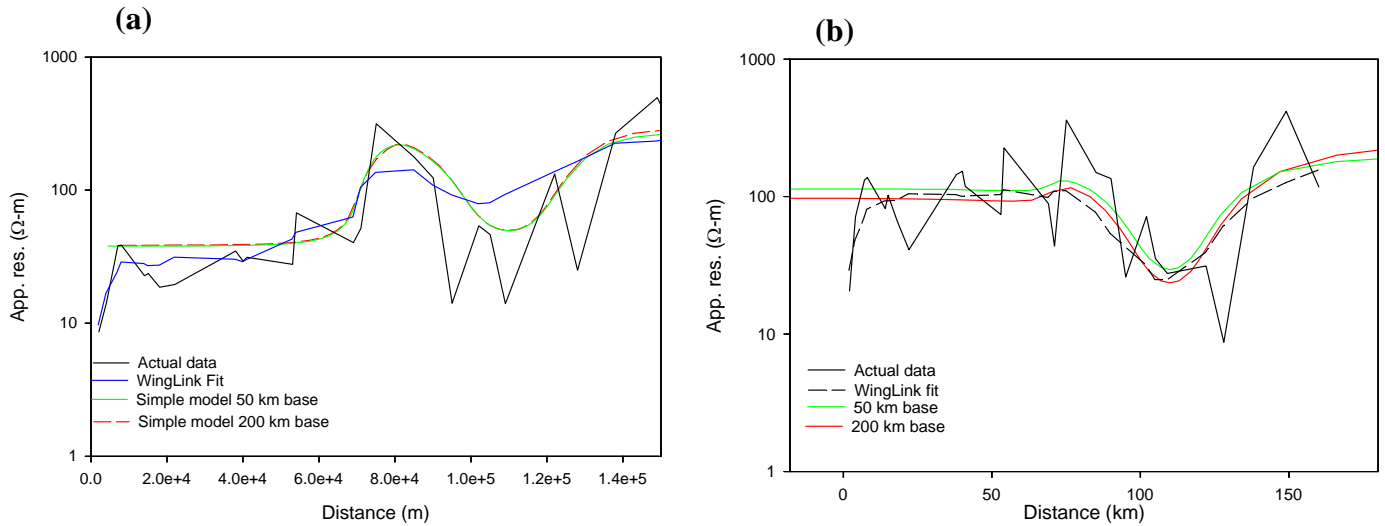 (a)
1000
100
10
1
App. res. (Ω-m)
Actual data
WingLink Fit
Simple model 50 km base
Simple model 200 km base
0.0 2.0e+4 4.0e+4 6.0e+4 8.0e+4 1.0e+5 1.2e+5 1.4e+5
Distance (m)
(b)
1000
100
10
1
App. res. (Ω-m)
Actual data
WingLink fit
50 km base
200 km base
0 50 100 150
Distance (km)